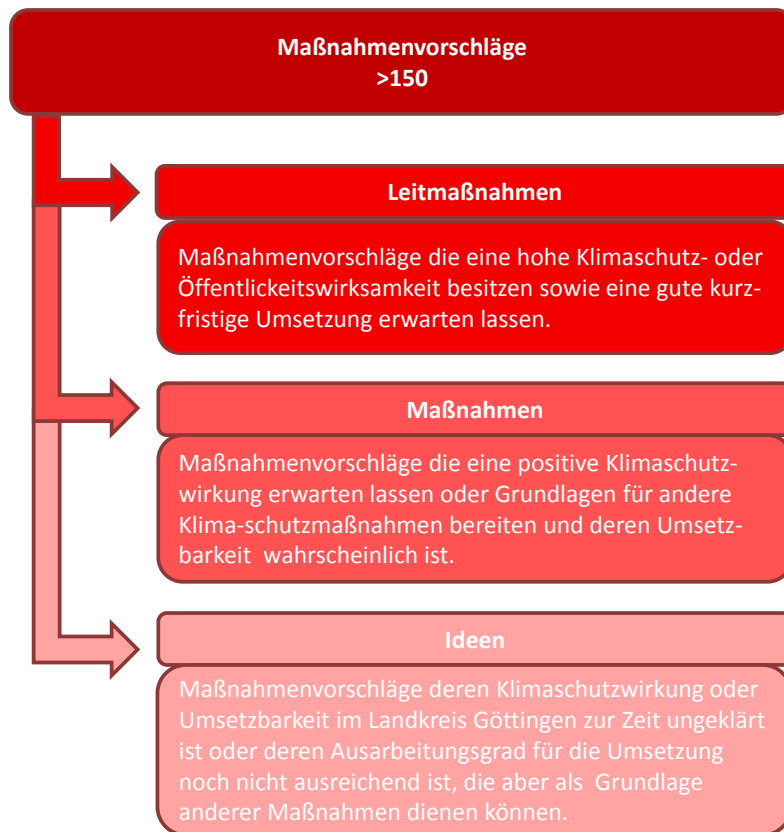 Maßnahmenvorschläge
>150
Leitmaßnahmen
Maßnahmenvorschläge die eine hohe Klimaschutz- oder
Öffentlickeitswirksamkeit besitzen sowie eine gute kurz-
fristige Umsetzung erwarten lassen.
Maßnahmen
Maßnahmenvorschläge die eine positive Klimaschutz-
wirkung erwarten lassen oder Grundlagen für andere
Klima-schutzmaßnahmen bereiten und deren Umsetz-
barkeit  wahrscheinlich ist.
Ideen
Maßnahmenvorschläge deren Klimaschutzwirkung oder
Umsetzbarkeit im Landkreis Göttingen zur Zeit ungeklärt
ist oder deren Ausarbeitungsgrad für die Umsetzung
noch nicht ausreichend ist, die aber als  Grundlage
anderer Maßnahmen dienen können.